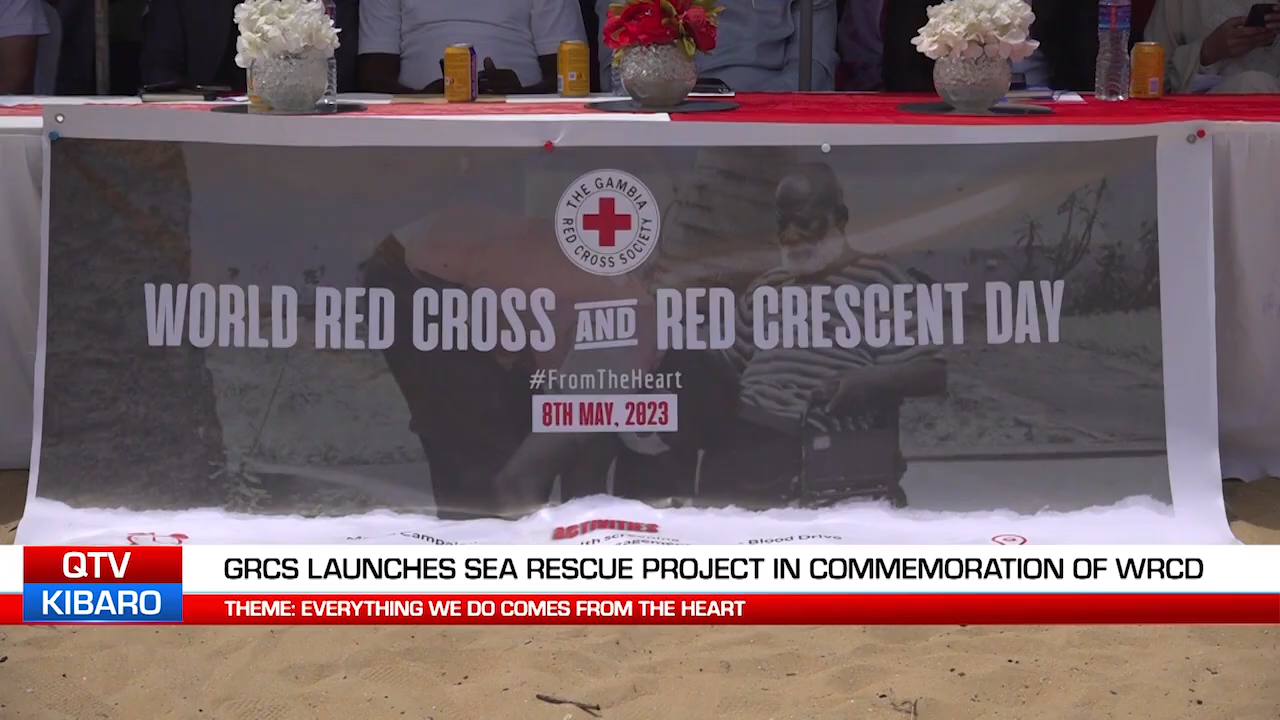 THE GAMBIA
RED CROSS SOCIETY
WORLD RED CROSS AND RED CRESCENT DAY
#FromTheHeart
8TH MAY, 2023
ACTIVITIES
Blood Drive
QTV
KIBARO
GRCS LAUNCHES SEA RESCUE PROJECT IN COMMEMORATION OF WRCD
THEME: EVERYTHING WE DO COMES FROM THE HEART